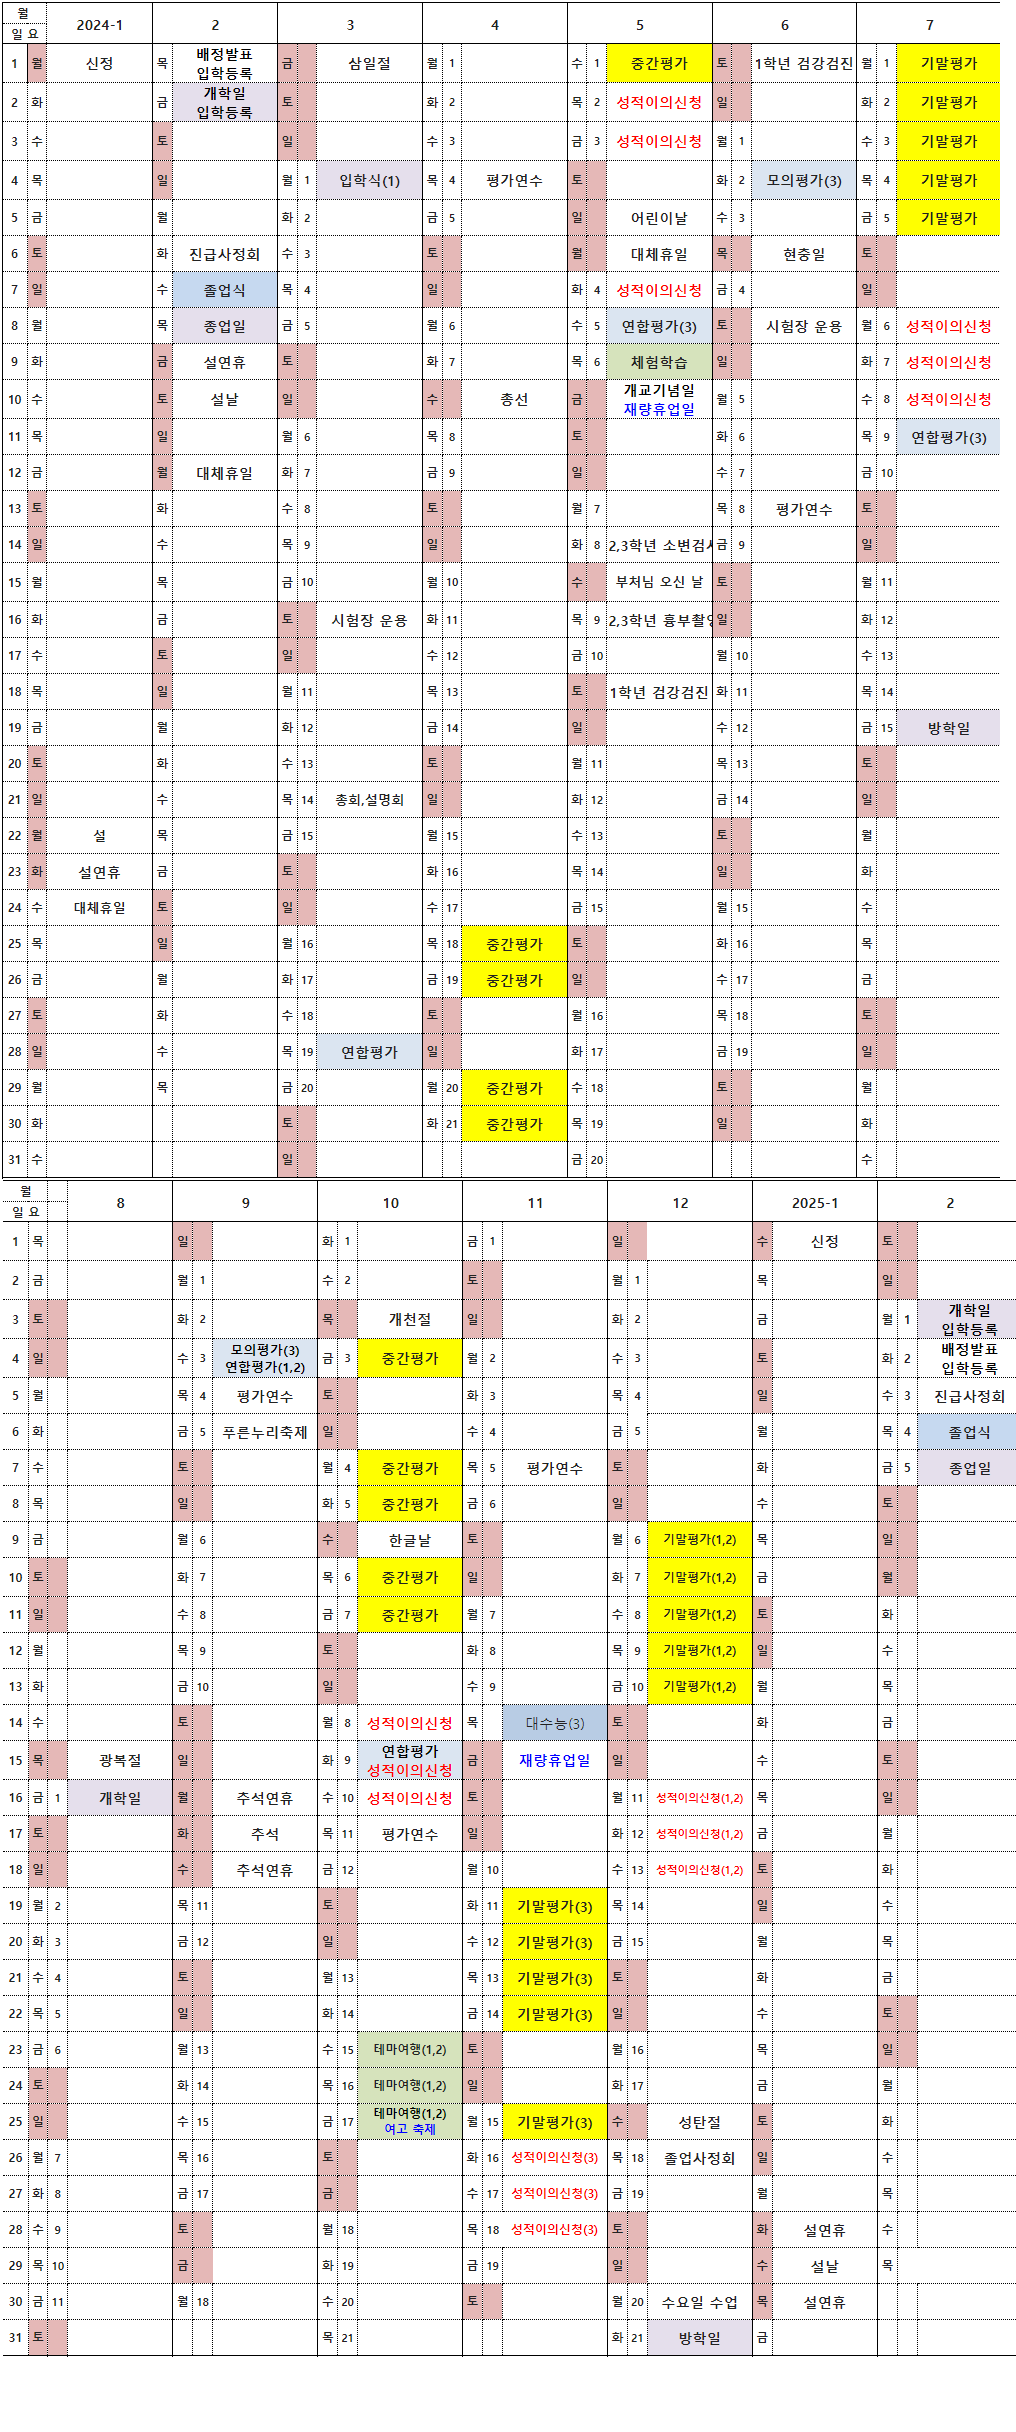 월 2024-1 2 3 4 5 6 7
일 요
1 월 신정 목 배정발표 입학등록 금 삼일절 월 1 수 1 중간평가 토 1학년 검강검진 월 1 기말평가
2 화 금 개학일 입학등록 토 화 2 목 2 성적이의신청 일 화 2 기말평가
3 수 토 일 수 3 금 3 성적이의신청 월 1 수 3 기말평가
4 목 일 월 1 입학식(1) 목 4 평가연수 토 화 2 모의평가(3) 목 4 기말평가
5 금 월 화 2 금 5 일 어린이날 수 3 금 5 기말평가
6 토 화 진급사정회 수 3 토 월 대체휴일 목 현충일 토
7 일 수 졸업식 목 4 일 화 4 성적이의신청 금 4 일
8 월 목 종업일 금 5 월 6 수 5 연합평가(3) 토 시험장 운용 월 6 성적이의신청
9 화 금 설연휴 토 화 7 목 6 체험학습 일 화 7 성적이의신청
10 수 토 설날 일 수 총선 금 개교기념일 재량휴업일 월 5 수 8 성적이의신청
11 목 일 월 6 목 8 토 화 6 목 9 연합평가(3)
12 금 월 대체휴일 화 7 금 9 일 수 7 금 10
13 토 화 수 8 토 월 7 목 8 평가연수 토
14 일 수 목 9 일 화 8 2,3학년 소변검사 금 9 일
15 월 목 금 10 월 10 수 부처님 오신 날 토 월 11
16 화 금 토 시험장 운용 화 11 목 9 2,3학년 흉부촬영 일 화 12
17 수 토 일 수 12 금 10 월 10 수 13
18 목 일 월 11 목 13 토 1학년 검강검진 화 11 목 14
19 금 월 화 12 금 14 일 수 12 금 15 방학일
20 토 화 수 13 토 월 11 목 13 토
21 일 수 목 14 총회,설명회 일 화 12 금 14 일
22 월 설 목 금 15 월 15 수 13 토 월
23 화 설연휴 금 토 화 16 목 14 일 화
24 수 대체휴일 토 일 수 17 금 15 월 15 수
25 목 일 월 16 목 18 중간평가 토 화 16 목
26 금 월 화 17 금 19 중간평가 일 수 17 금
27 토 화 수 18 토 월 16 목 18 토
28 일 수 목 19 연합평가 일 화 17 금 19 일
29 월 목 금 20 월 20 중간평가 수 18 토 월
30 화 토 화 21 중간평가 목 19 일 화
31 수 일 금 20 수
월 8 9 10 11 12 2025-1 2
일 요
1 목 일 화 1 금 1 일 수 신정 토
2 금 월 1 수 2 토 월 1 목 일
3 토 화 2 목 개천절 일 화 2 금 월 1 개학일 입학등록
4 일 수 3 모의평가(3) 연합평가(1,2) 금 3 중간평가 월 2 수 3 토 화 2 배정발표 입학등록
5 월 목 4 평가연수 토 화 3 목 4 일 수 3 진급사정회
6 화 금 5 푸른누리축제 일 수 4 금 5 월 목 4 졸업식
7 수 토 월 4 중간평가 목 5 평가연수 토 화 금 5 종업일
8 목 일 화 5 중간평가 금 6 일 수 토
9 금 월 6 수 한글날 토 월 6 기말평가(1,2) 목 일
10 토 화 7 목 6 중간평가 일 화 7 기말평가(1,2) 금 월
11 일 수 8 금 7 중간평가 월 7 수 8 기말평가(1,2) 토 화
12 월 목 9 토 화 8 목 9 기말평가(1,2) 일 수
13 화 금 10 일 수 9 금 10 기말평가(1,2) 월 목
14 수 토 월 8 성적이의신청 목 대수능(3) 토 화 금
15 목 광복절 일 화 9 연합평가 성적이의신청 금 재량휴업일 일 수 토
16 금 1 개학일 월 추석연휴 수 10 성적이의신청 토 월 11 성적이의신청(1,2) 목 일
17 토 화 추석 목 11 평가연수 일 화 12 성적이의신청(1,2) 금 월
18 일 수 추석연휴 금 12 월 10 수 13 성적이의신청(1,2) 토 화
19 월 2 목 11 토 화 11 기말평가(3) 목 14 일 수
20 화 3 금 12 일 수 12 기말평가(3) 금 15 월 목
21 수 4 토 월 13 목 13 기말평가(3) 토 화 금
22 목 5 일 화 14 금 14 기말평가(3) 일 수 토
23 금 6 월 13 수 15 테마여행(1,2) 토 월 16 목 일
24 토 화 14 목 16 테마여행(1,2) 일 화 17 금 월
25 일 수 15 금 17 테마여행(1,2) 여고 축제 월 15 기말평가(3) 수 성탄절 토 화
26 월 7 목 16 토 화 16 성적이의신청(3) 목 18 졸업사정회 일 수
27 화 8 금 17 금 수 17 성적이의신청(3) 금 19 월 목
28 수 9 토 월 18 목 18 성적이의신청(3) 토 화 설연휴 수
29 목 10 금 화 19 금 19 일 수 설날 목
30 금 11 월 18 수 20 토 월 20 수요일 수업 목 설연휴
31 토 목 21 화 21 방학일 금